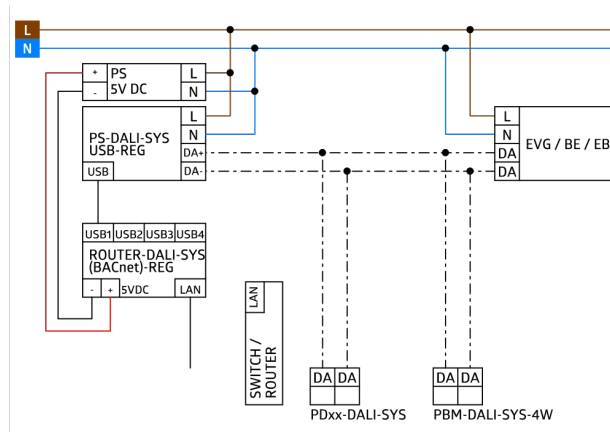 L
N
+ PS L
- 5V DC N
PS-DALI-SYS L
USB-REG N
DA+
USB DA-
L
N EVG / BE / EB
DA
DA
USB1 USB2 USB3 USB4
ROUTER-DALI-SYS
(BACnet)-REG
- + 5VDC LAN
LAN
SWITCH /
ROUTER
DA DA
PDxx-DALI-SYS
DA DA
PBM-DALI-SYS-4W